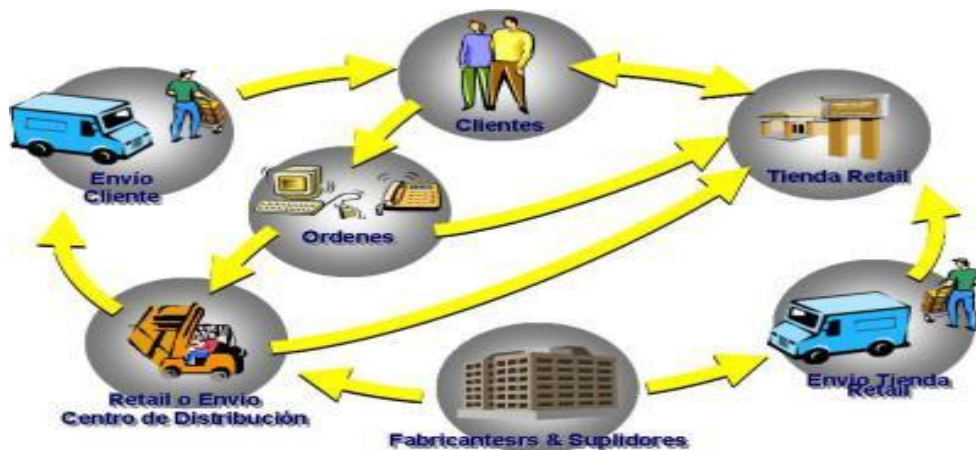 Clientes
Envío
Cliente
Tienda Retail
Ordenes
Retail o Envío
Centro de Distribución
Envío Tienda
Retail
Fabricantesrs & Suplidores